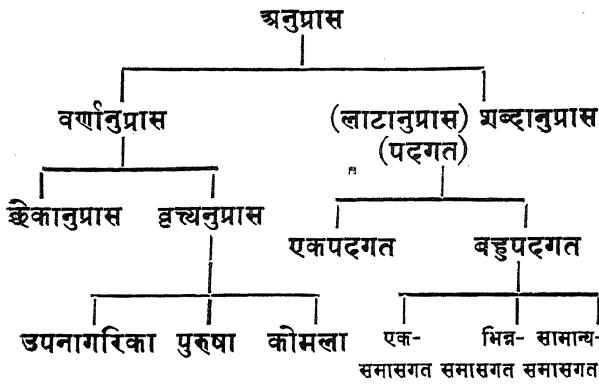 अनुप्रास
वर्णानुप्रास (लाटानुप्रास) शब्दानुप्रास
(पदगत)
छेकानुप्रास वृत्त्यनुप्रास
एकपदगत बहुपदगत
उपनागरिका पुरुषा कोमला एक- भिन्न- सामान्य-
समासगत समासगत समासगत